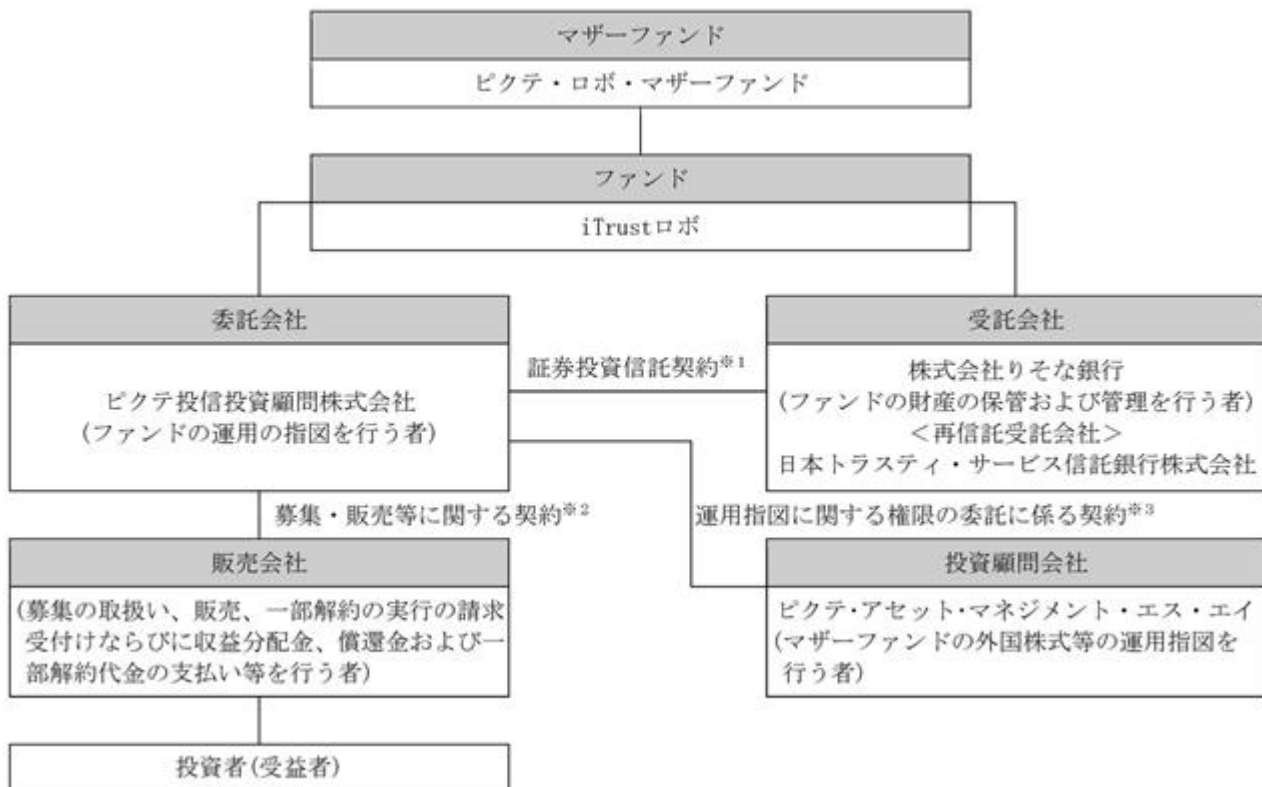 マザーファンド
ピクテ・ロボ・マザーファンド
ファンド
iTrustロボ
委託会社
ピクテ投信投資顧問株式会社
(ファンドの運用の指図を行う者)
証券投資信託契約※1
受託会社
株式会社りそな銀行
(ファンドの財産の保管および管理を行う者)
<再信託受託会社>
日本トラスティ・サービス信託銀行株式会社
募集・販売等に関する契約※2
運用指図に関する権限の委託に係る契約※3
販売会社
(募集の取扱い、販売、一部解約の実行の請求
受付けならびに収益分配金、償還金および一
部解約代金の支払い等を行う者)
投資顧問会社
ピクテ・アセット・マネジメント・エス・エイ
(マザーファンドの外国株式等の運用指図を
行う者)
投資者(受益者)